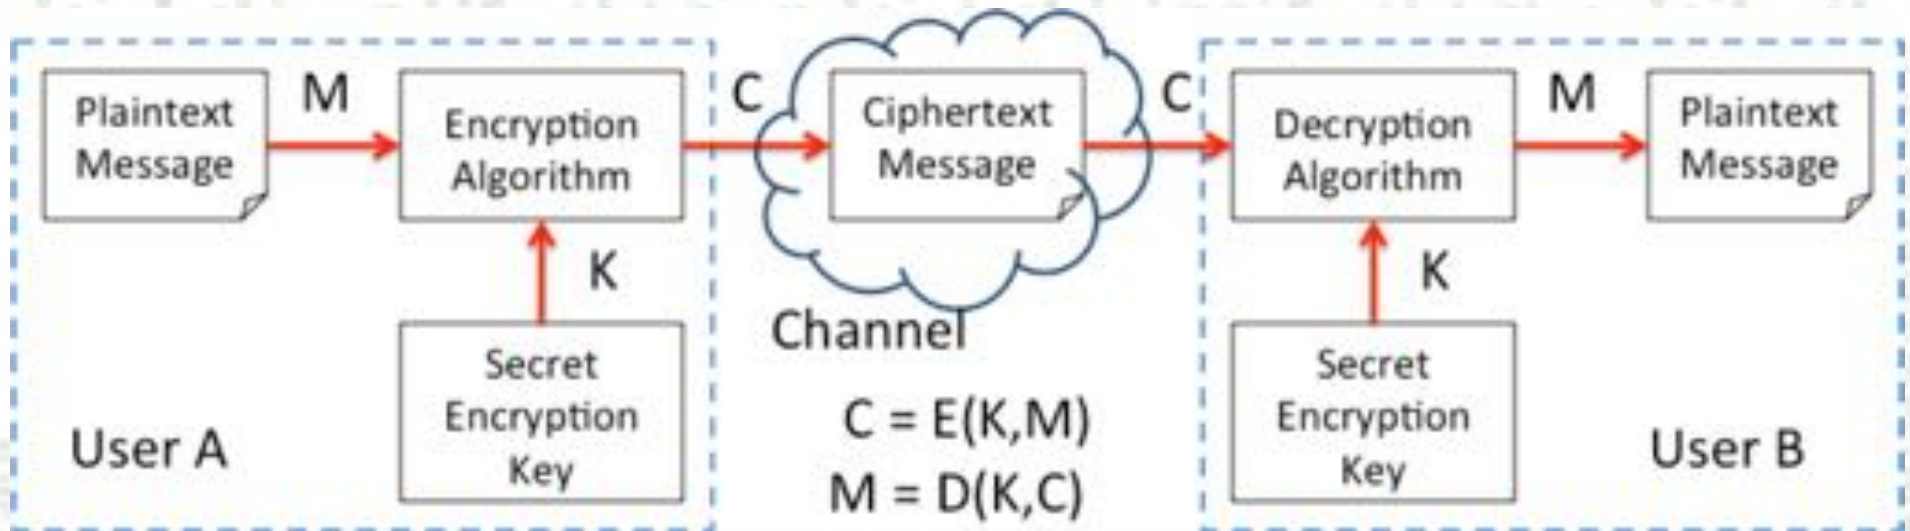 Plaintext
Message
M
Encryption
Algorithm
C
Ciphertext
Message
C
Decryption
Algorithm
M
Plaintext
Message
K
K
Channel
Secret
Encryption
Key
User A
C = E(K,M)
M = D(K,C)
Secret
Encryption
Key
User B